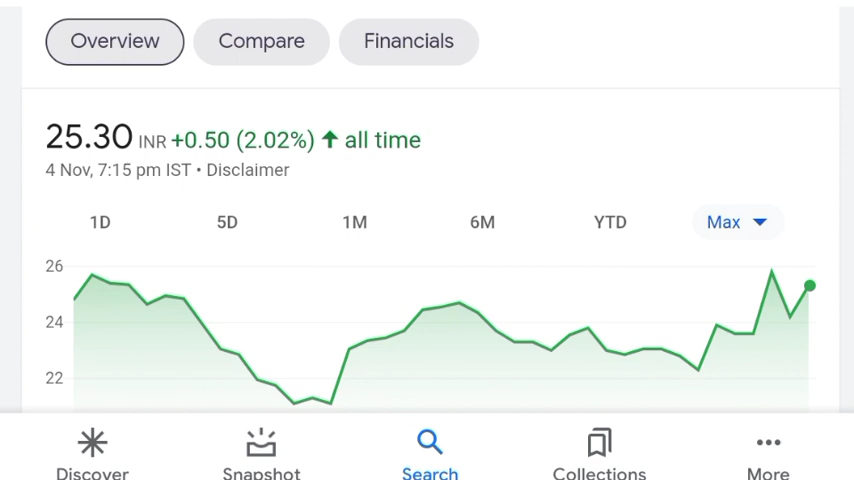 Overview Compare Financials
25.30 INR +0.50 (2.02%) ↑ all time
4 Nov, 7:15 pm IST • Disclaimer
1D 5D 1M 6M YTD Max
26
24
22
Discover Snapshot Search Collections More